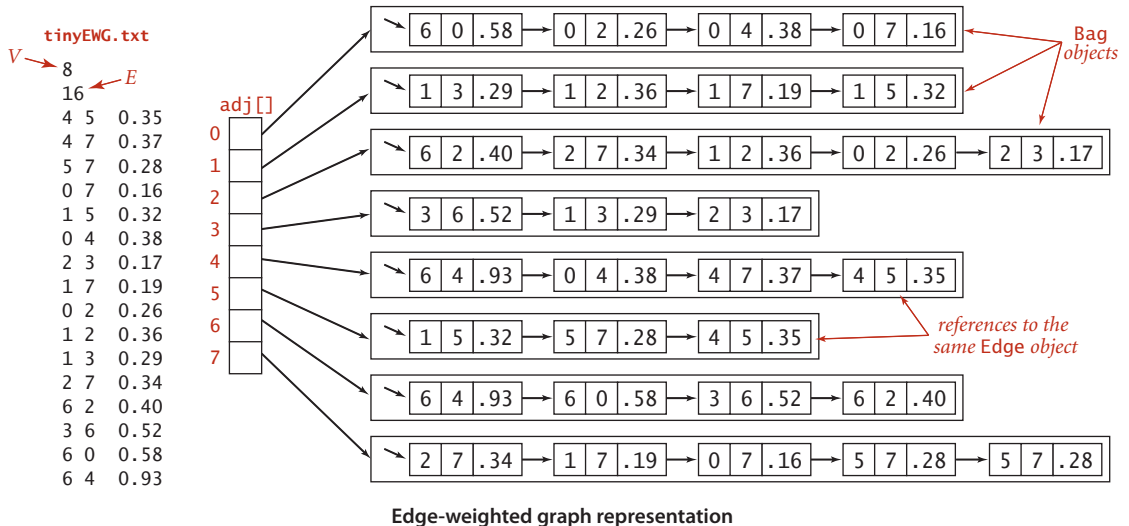 tinyEWG.txt
V
8
E
16
4 5 0.35
4 7 0.37
5 7 0.28
0 7 0.16
1 5 0.32
0 4 0.38
2 3 0.17
1 7 0.19
0 2 0.26
1 2 0.36
1 3 0.29
2 7 0.34
6 2 0.40
3 6 0.52
6 0 0.58
6 4 0.93
adj[]
0
1
2
3
4
5
6
7
6 0 .58 0 2 .26 0 4 .38 0 7 .16
1 3 .29 1 2 .36 1 7 .19 1 5 .32
6 2 .40 2 7 .34 1 2 .36 0 2 .26 2 3 .17
3 6 .52 1 3 .29 2 3 .17
6 4 .93 0 4 .38 4 7 .37 4 5 .35
1 5 .32 5 7 .28 4 5 .35
6 4 .93 6 0 .58 3 6 .52 6 2 .40
2 7 .34 1 7 .19 0 7 .16 5 7 .28 5 7 .28
Bag
objects
references to the
same Edge object
Edge-weighted graph representation